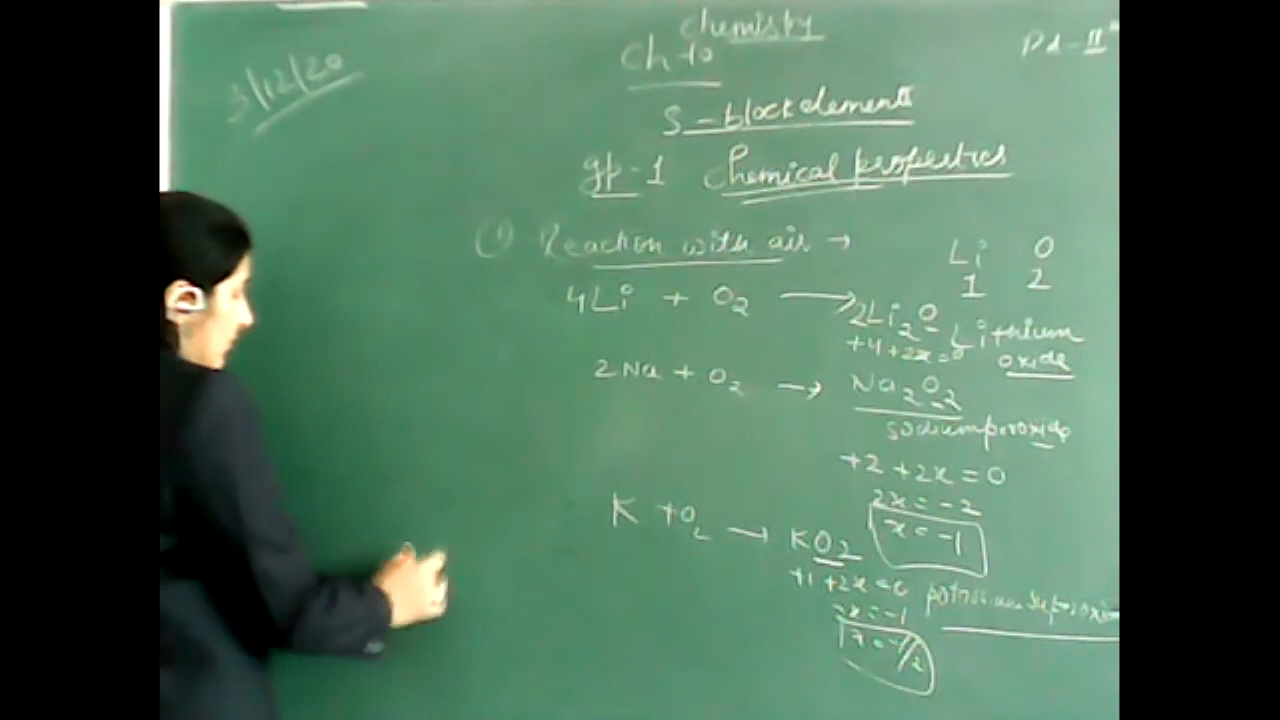 3/12/20
chemistry
Pd-II
Ch-10
S-block elements
gp-1 Chemical properties
(1) Reaction with air →
Li O
1 2
4Li + O2 → 2Li2O - Lithium oxide
+4+2x=0
2Na + O2 → Na2O2
sodium peroxide
+2+2x=0
2x=-2
x=-1
K + O2 → KO2
+1+2x=0 potassium superoxide
2x=-1
x=-1/2